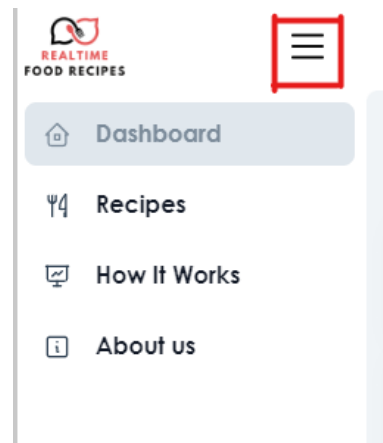 REALTIME
FOOD RECIPES
Dashboard
Recipes
How It Works
About us